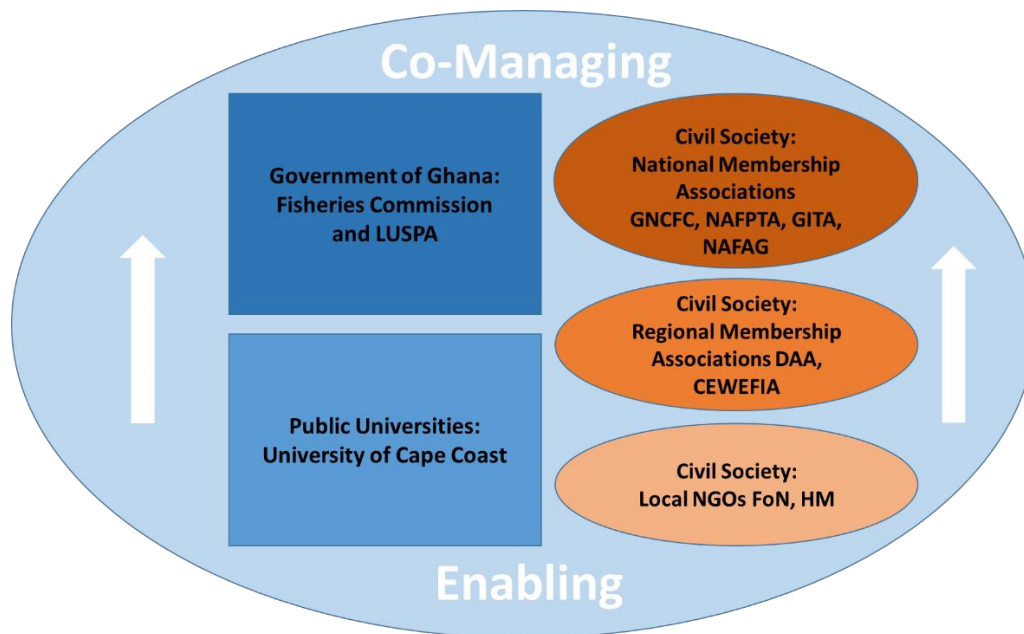 Co-Managing
Government of Ghana:
Fisheries Commission
and LUSPA
Civil Society:
National Membership
Associations
GNCFC, NAFPTA, GITA,
NAFAG
Civil Society:
Regional Membership
Associations DAA,
CEWEFIA
Public Universities:
University of Cape Coast
Civil Society:
Local NGOs FoN, HM
Enabling